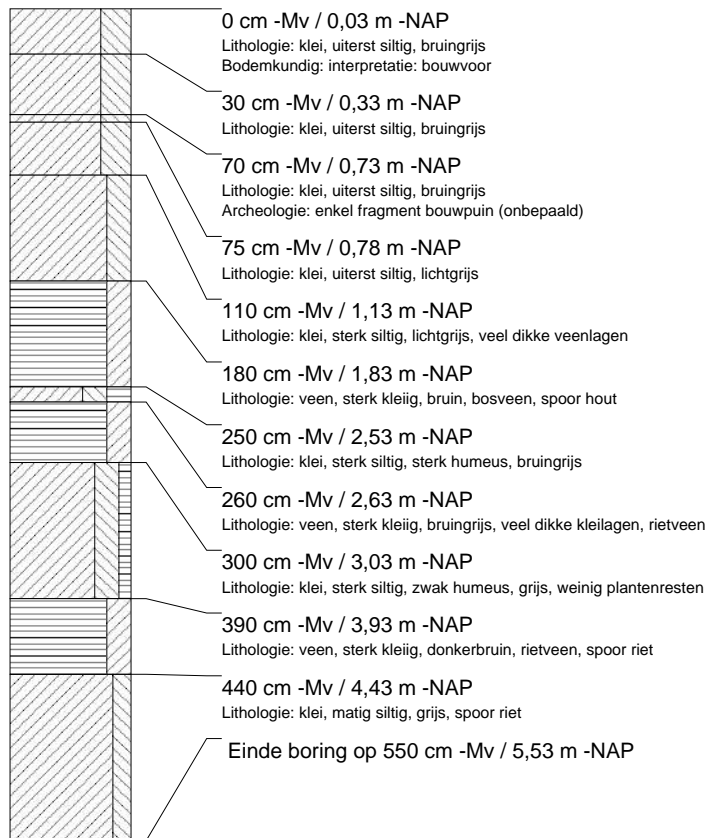 0 cm -Mv / 0,03 m -NAP
Lithologie: klei, uiterst siltig, bruingrijs
Bodemkundig: interpretatie: bouwvoor
30 cm -Mv / 0,33 m -NAP
Lithologie: klei, uiterst siltig, bruingrijs
70 cm -Mv / 0,73 m -NAP
Lithologie: klei, uiterst siltig, bruingrijs
Archeologie: enkel fragment bouwpuin (onbepaald)
75 cm -Mv / 0,78 m -NAP
Lithologie: klei, uiterst siltig, lichtgrijs
110 cm -Mv / 1,13 m -NAP
Lithologie: klei, sterk siltig, lichtgrijs, veel dikke veenlagen
180 cm -Mv / 1,83 m -NAP
Lithologie: veen, sterk kleiig, bruin, bosveen, spoor hout
250 cm -Mv / 2,53 m -NAP
Lithologie: klei, sterk siltig, sterk humeus, bruingrijs
260 cm -Mv / 2,63 m -NAP
Lithologie: veen, sterk kleiig, bruingrijs, veel dikke kleilagen, rietveen
300 cm -Mv / 3,03 m -NAP
Lithologie: klei, sterk siltig, zwak humeus, grijs, weinig plantenresten
390 cm -Mv / 3,93 m -NAP
Lithologie: veen, sterk kleiig, donkerbruin, rietveen, spoor riet
440 cm -Mv / 4,43 m -NAP
Lithologie: klei, matig siltig, grijs, spoor riet
Einde boring op 550 cm -Mv / 5,53 m -NAP